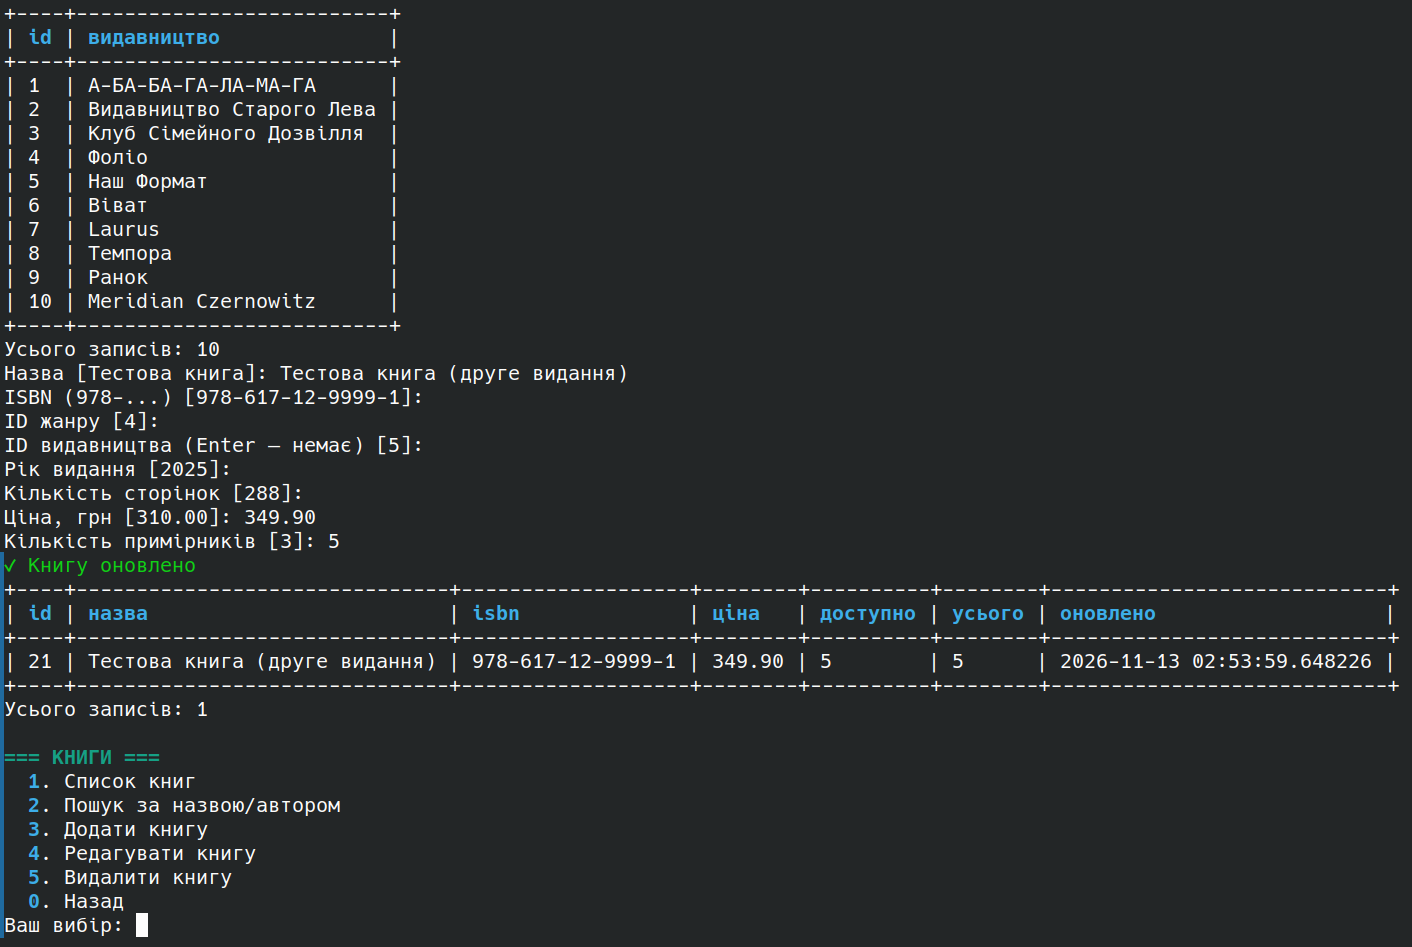 +----+--------------------------+
| id | видавництво              |
+----+--------------------------+
| 1  | А-БА-БА-ГА-ЛА-МА-ГА      |
| 2  | Видавництво Старого Лева |
| 3  | Клуб Сімейного Дозвілля  |
| 4  | Фоліо                    |
| 5  | Наш Формат               |
| 6  | Віват                    |
| 7  | Laurus                   |
| 8  | Темпора                  |
| 9  | Ранок                    |
| 10 | Meridian Czernowitz      |
+----+--------------------------+
Усього записів: 10
Назва [Тестова книга]: Тестова книга (друге видання)
ISBN (978-...) [978-617-12-9999-1]:
ID жанру [4]:
ID видавництва (Enter — немає) [5]:
Рік видання [2025]:
Кількість сторінок [288]:
Ціна, грн [310.00]: 349.90
Кількість примірників [3]: 5
✓ Книгу оновлено
+----+-------------------------------+-------------------+--------+----------+--------+----------------------------+
| id | назва                         | isbn              | ціна   | доступно | усього | оновлено                   |
+----+-------------------------------+-------------------+--------+----------+--------+----------------------------+
| 21 | Тестова книга (друге видання) | 978-617-12-9999-1 | 349.90 | 5        | 5      | 2026-11-13 02:53:59.648226 |
+----+-------------------------------+-------------------+--------+----------+--------+----------------------------+
Усього записів: 1
=== КНИГИ ===
1. Список книг
2. Пошук за назвою/автором
3. Додати книгу
4. Редагувати книгу
5. Видалити книгу
0. Назад
Ваш вибір: